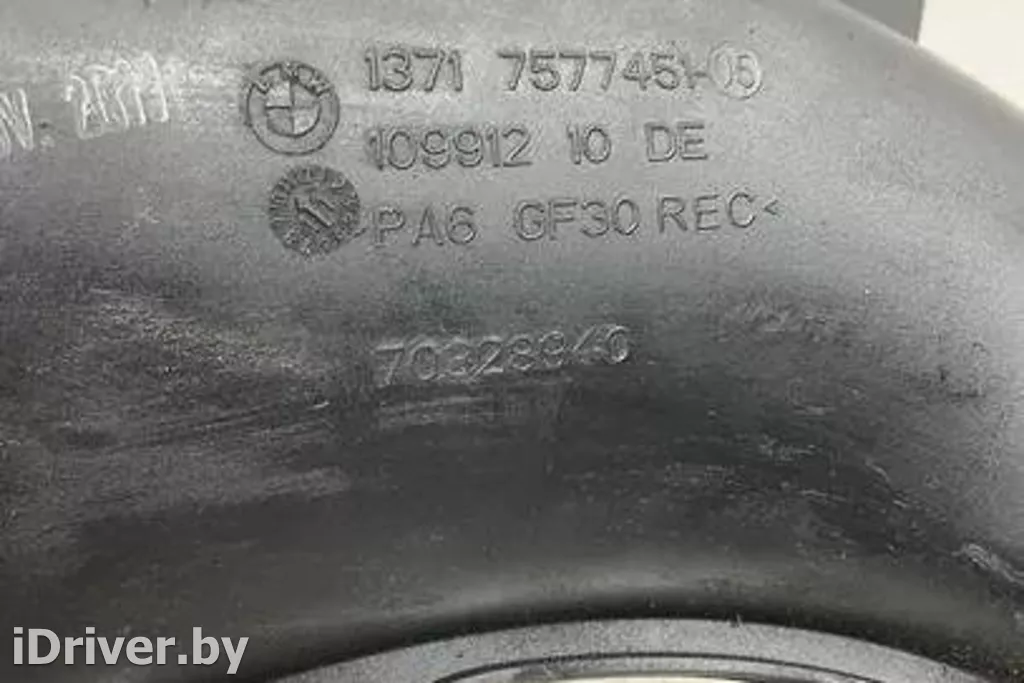 1371 7577451-05
109912 10 DE
PA6 GF30 REC<
70328940
iDriver.by